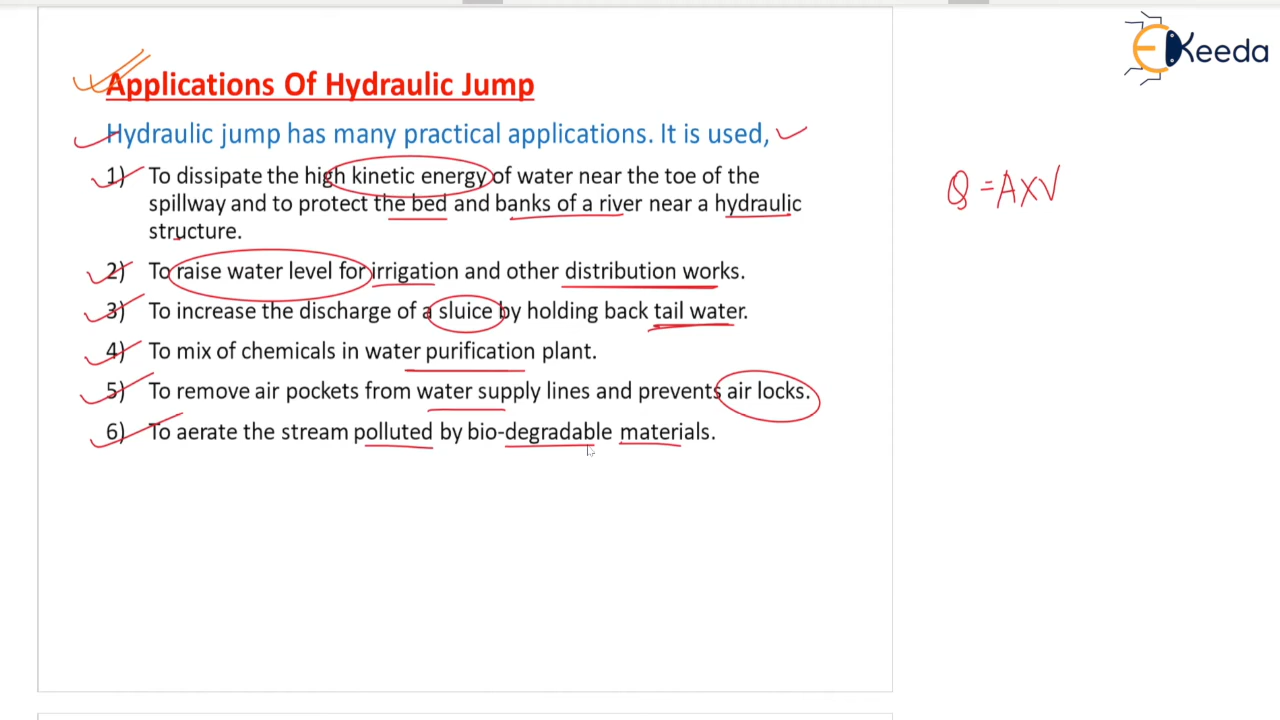 EKeeda
Applications Of Hydraulic Jump
Hydraulic jump has many practical applications. It is used,
1) To dissipate the high kinetic energy of water near the toe of the
spillway and to protect the bed and banks of a river near a hydraulic
structure.
Q = A x V
2) To raise water level for irrigation and other distribution works.
3) To increase the discharge of a sluice by holding back tail water.
4) To mix of chemicals in water purification plant.
5) To remove air pockets from water supply lines and prevents air locks.
6) To aerate the stream polluted by bio-degradable materials.